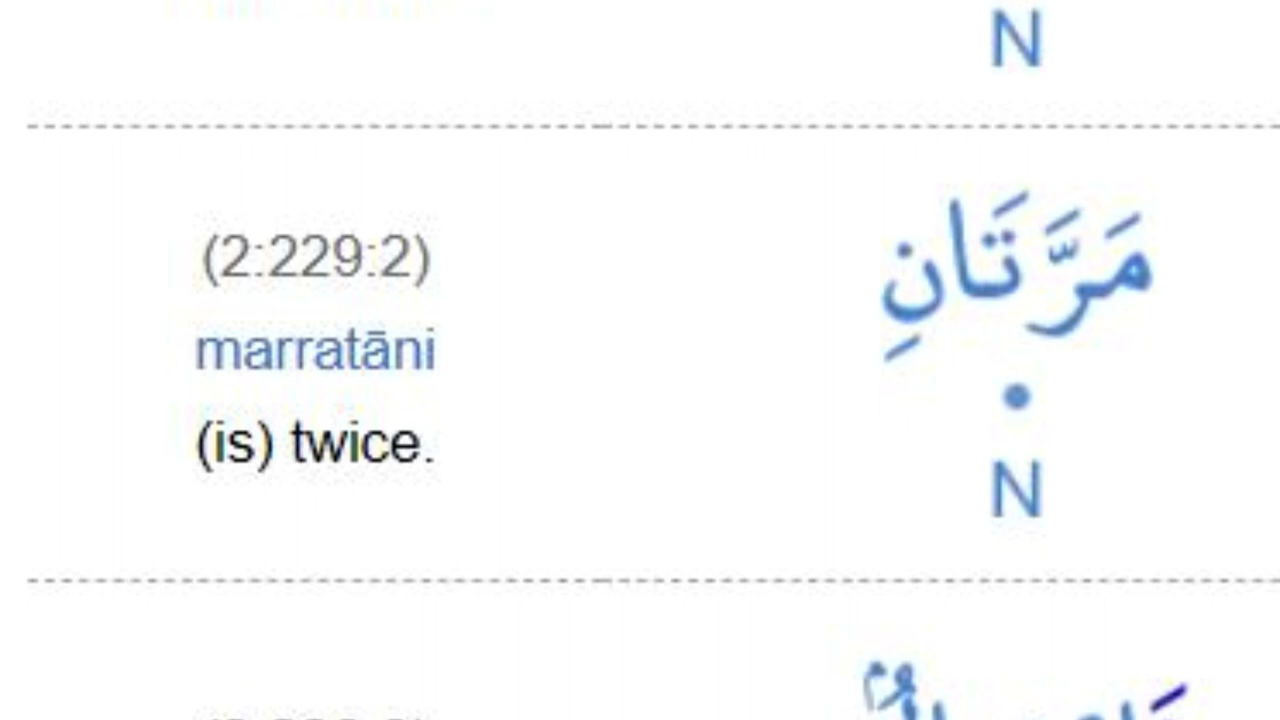 N
(2:229:2)
marratāni
(is) twice.
مَرَّتَانِ
N